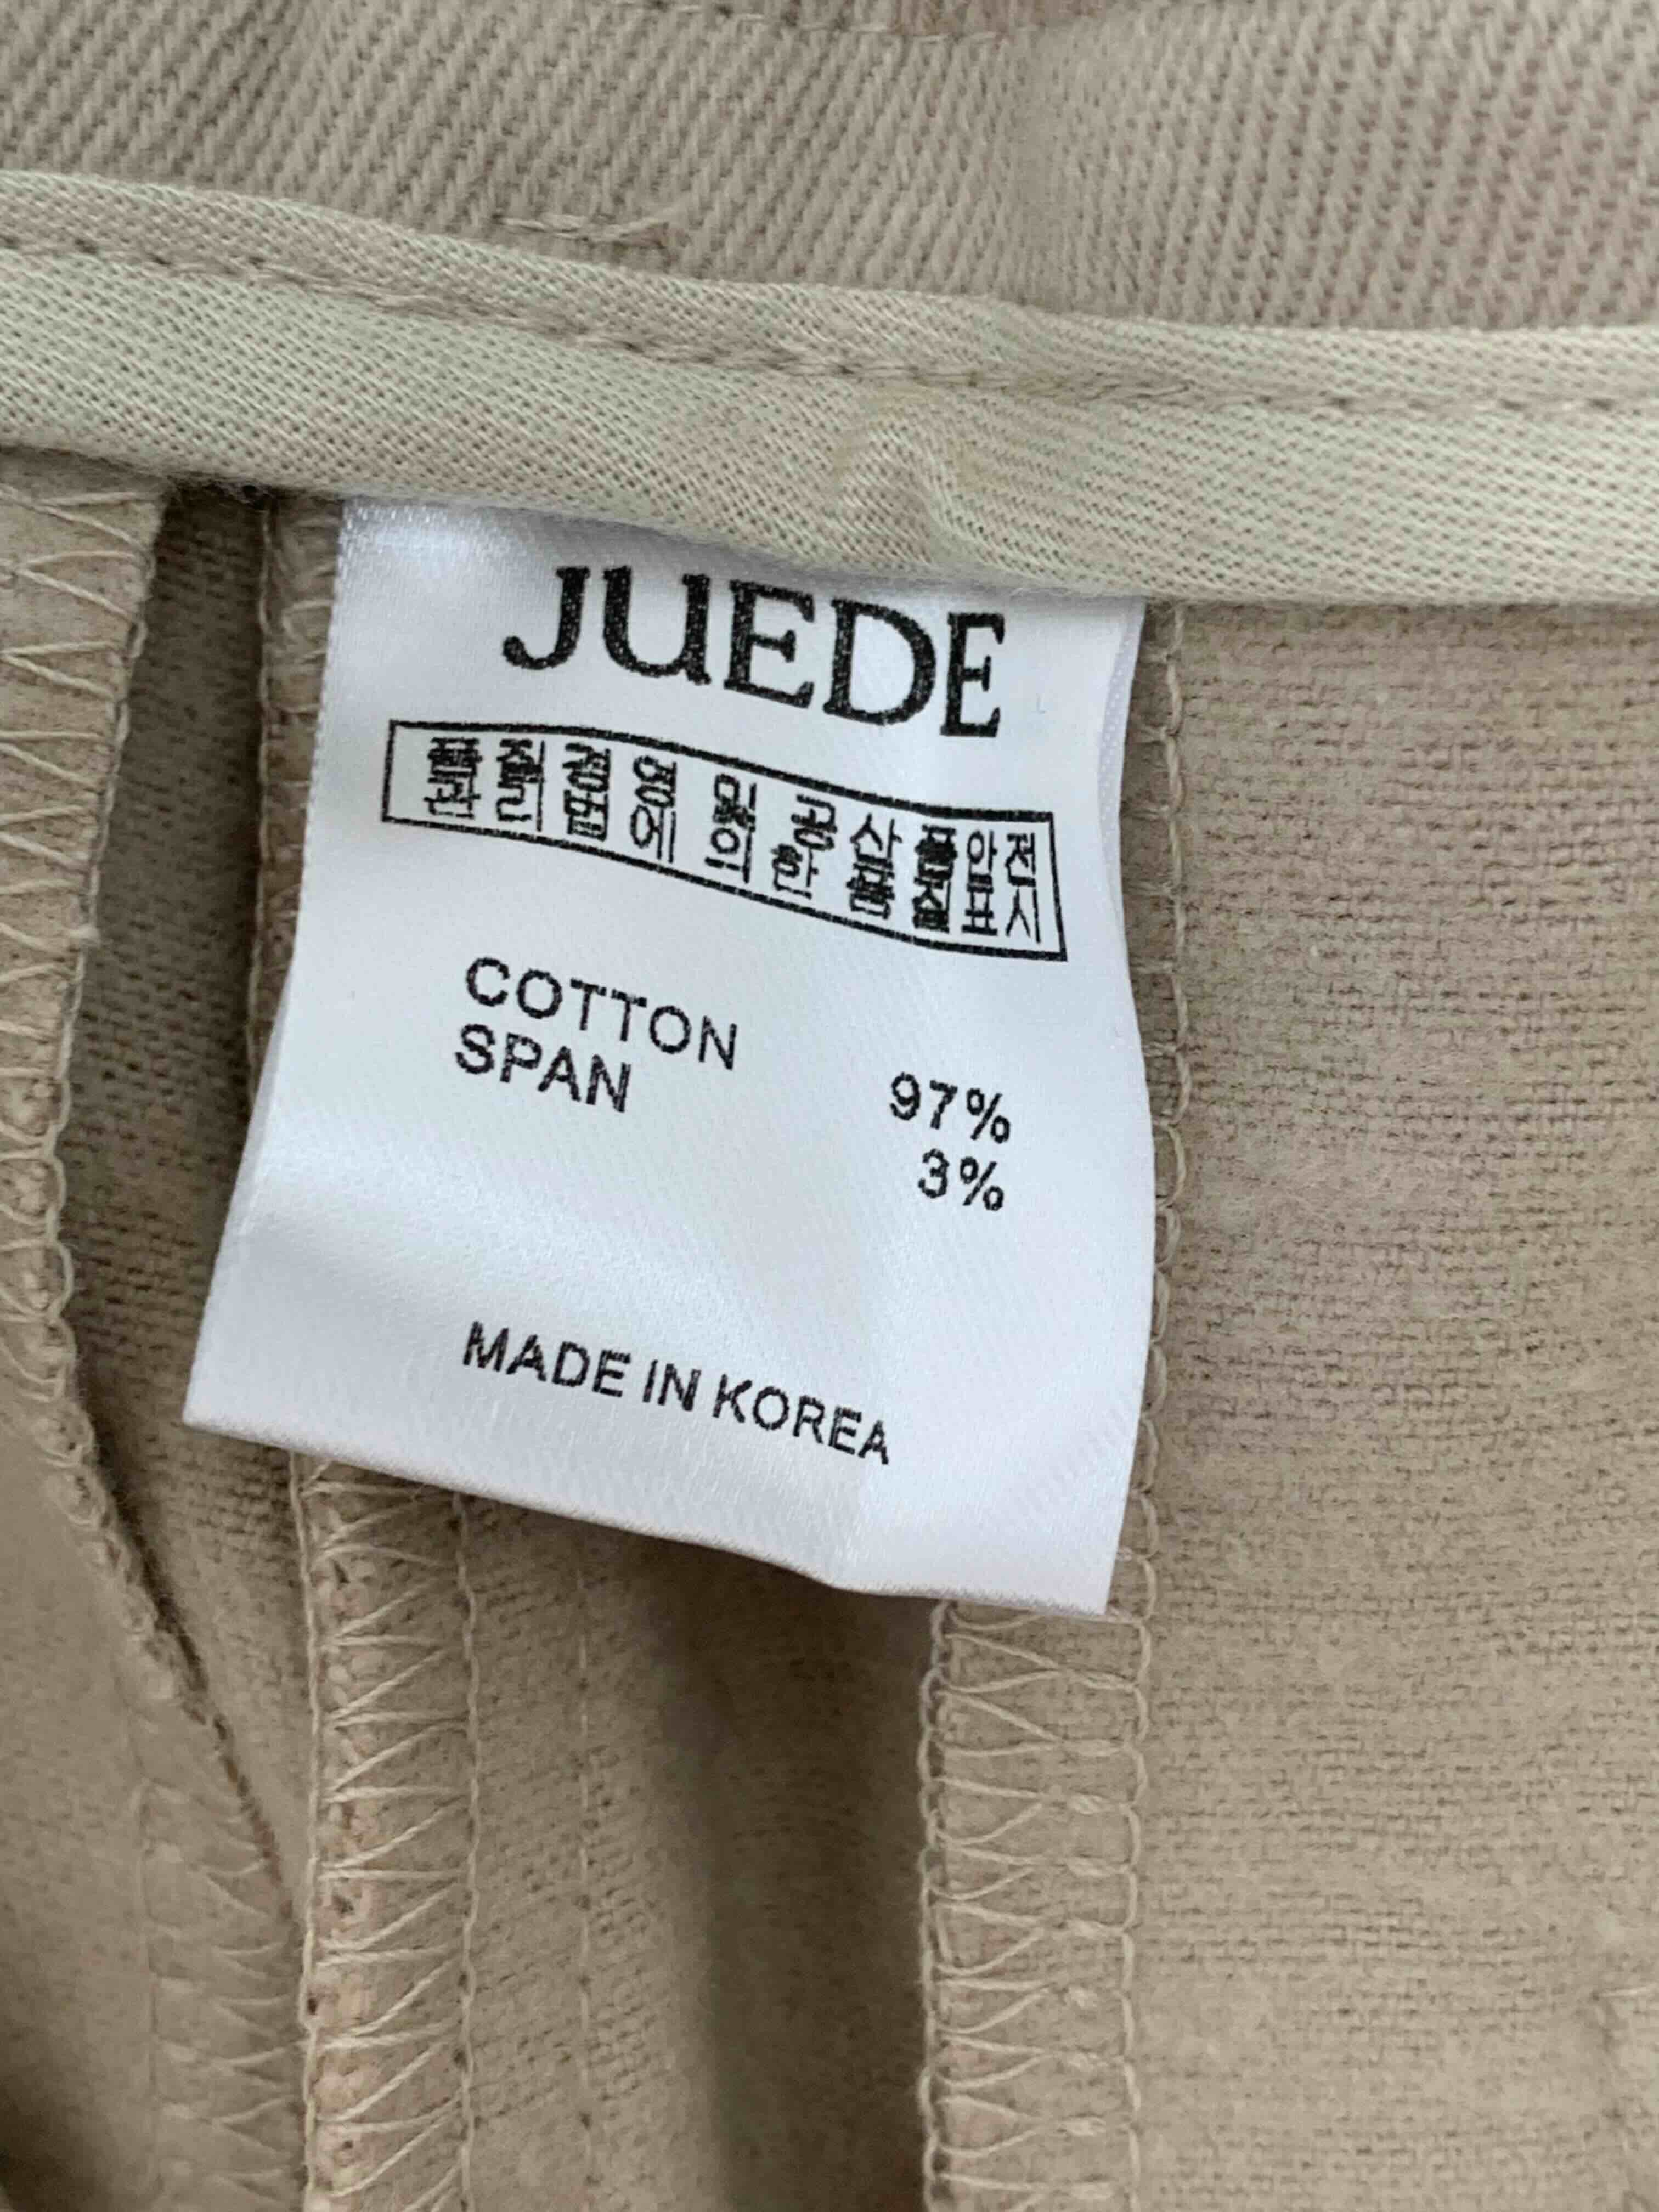 JUEDE
품질경영 및 공산품안전
관리법에 의한 품질표시
COTTON 97%
SPAN 3%
MADE IN KOREA